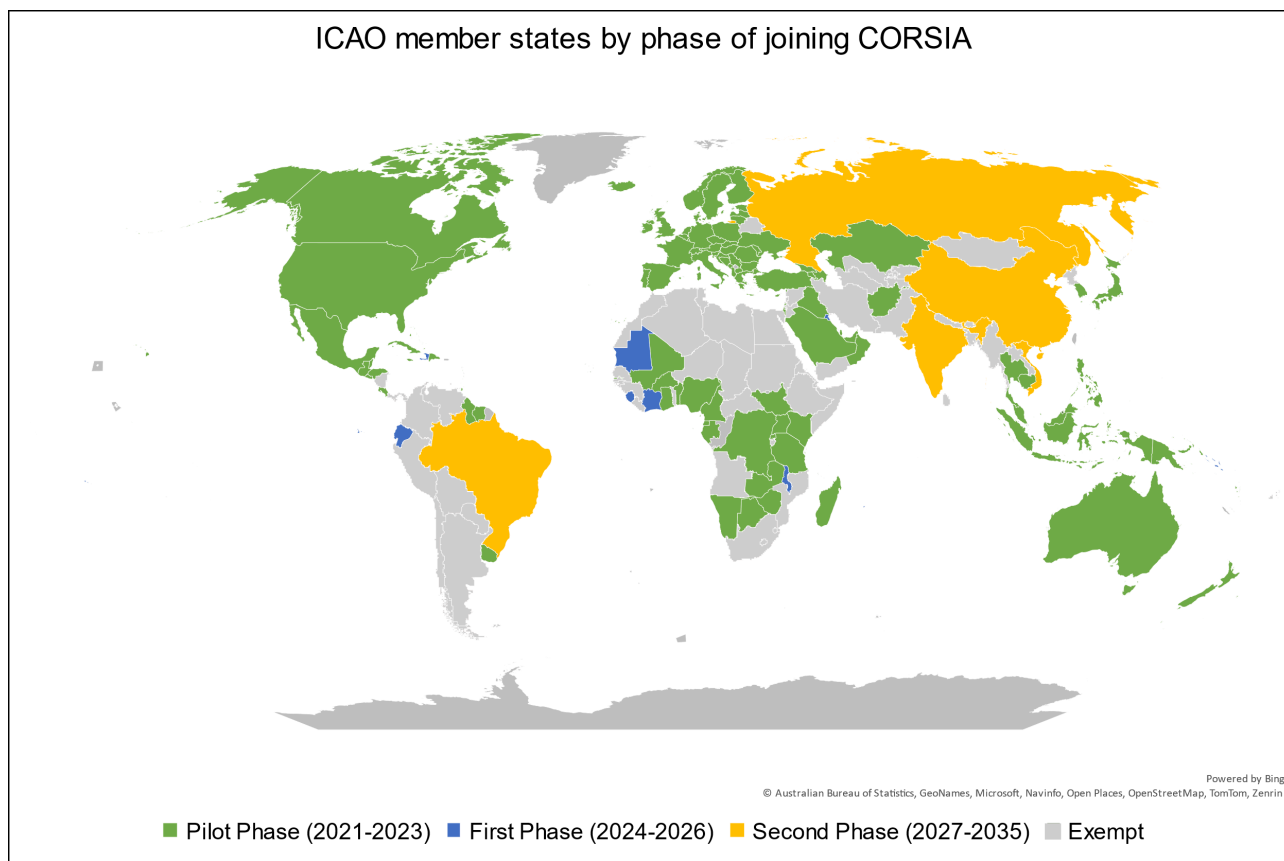 ICAO member states by phase of joining CORSIA
Powered by Bing
© Australian Bureau of Statistics, GeoNames, Microsoft, Navinfo, Open Places, OpenStreetMap, TomTom, Zenrin
Pilot Phase (2021-2023) First Phase (2024-2026) Second Phase (2027-2035) Exempt